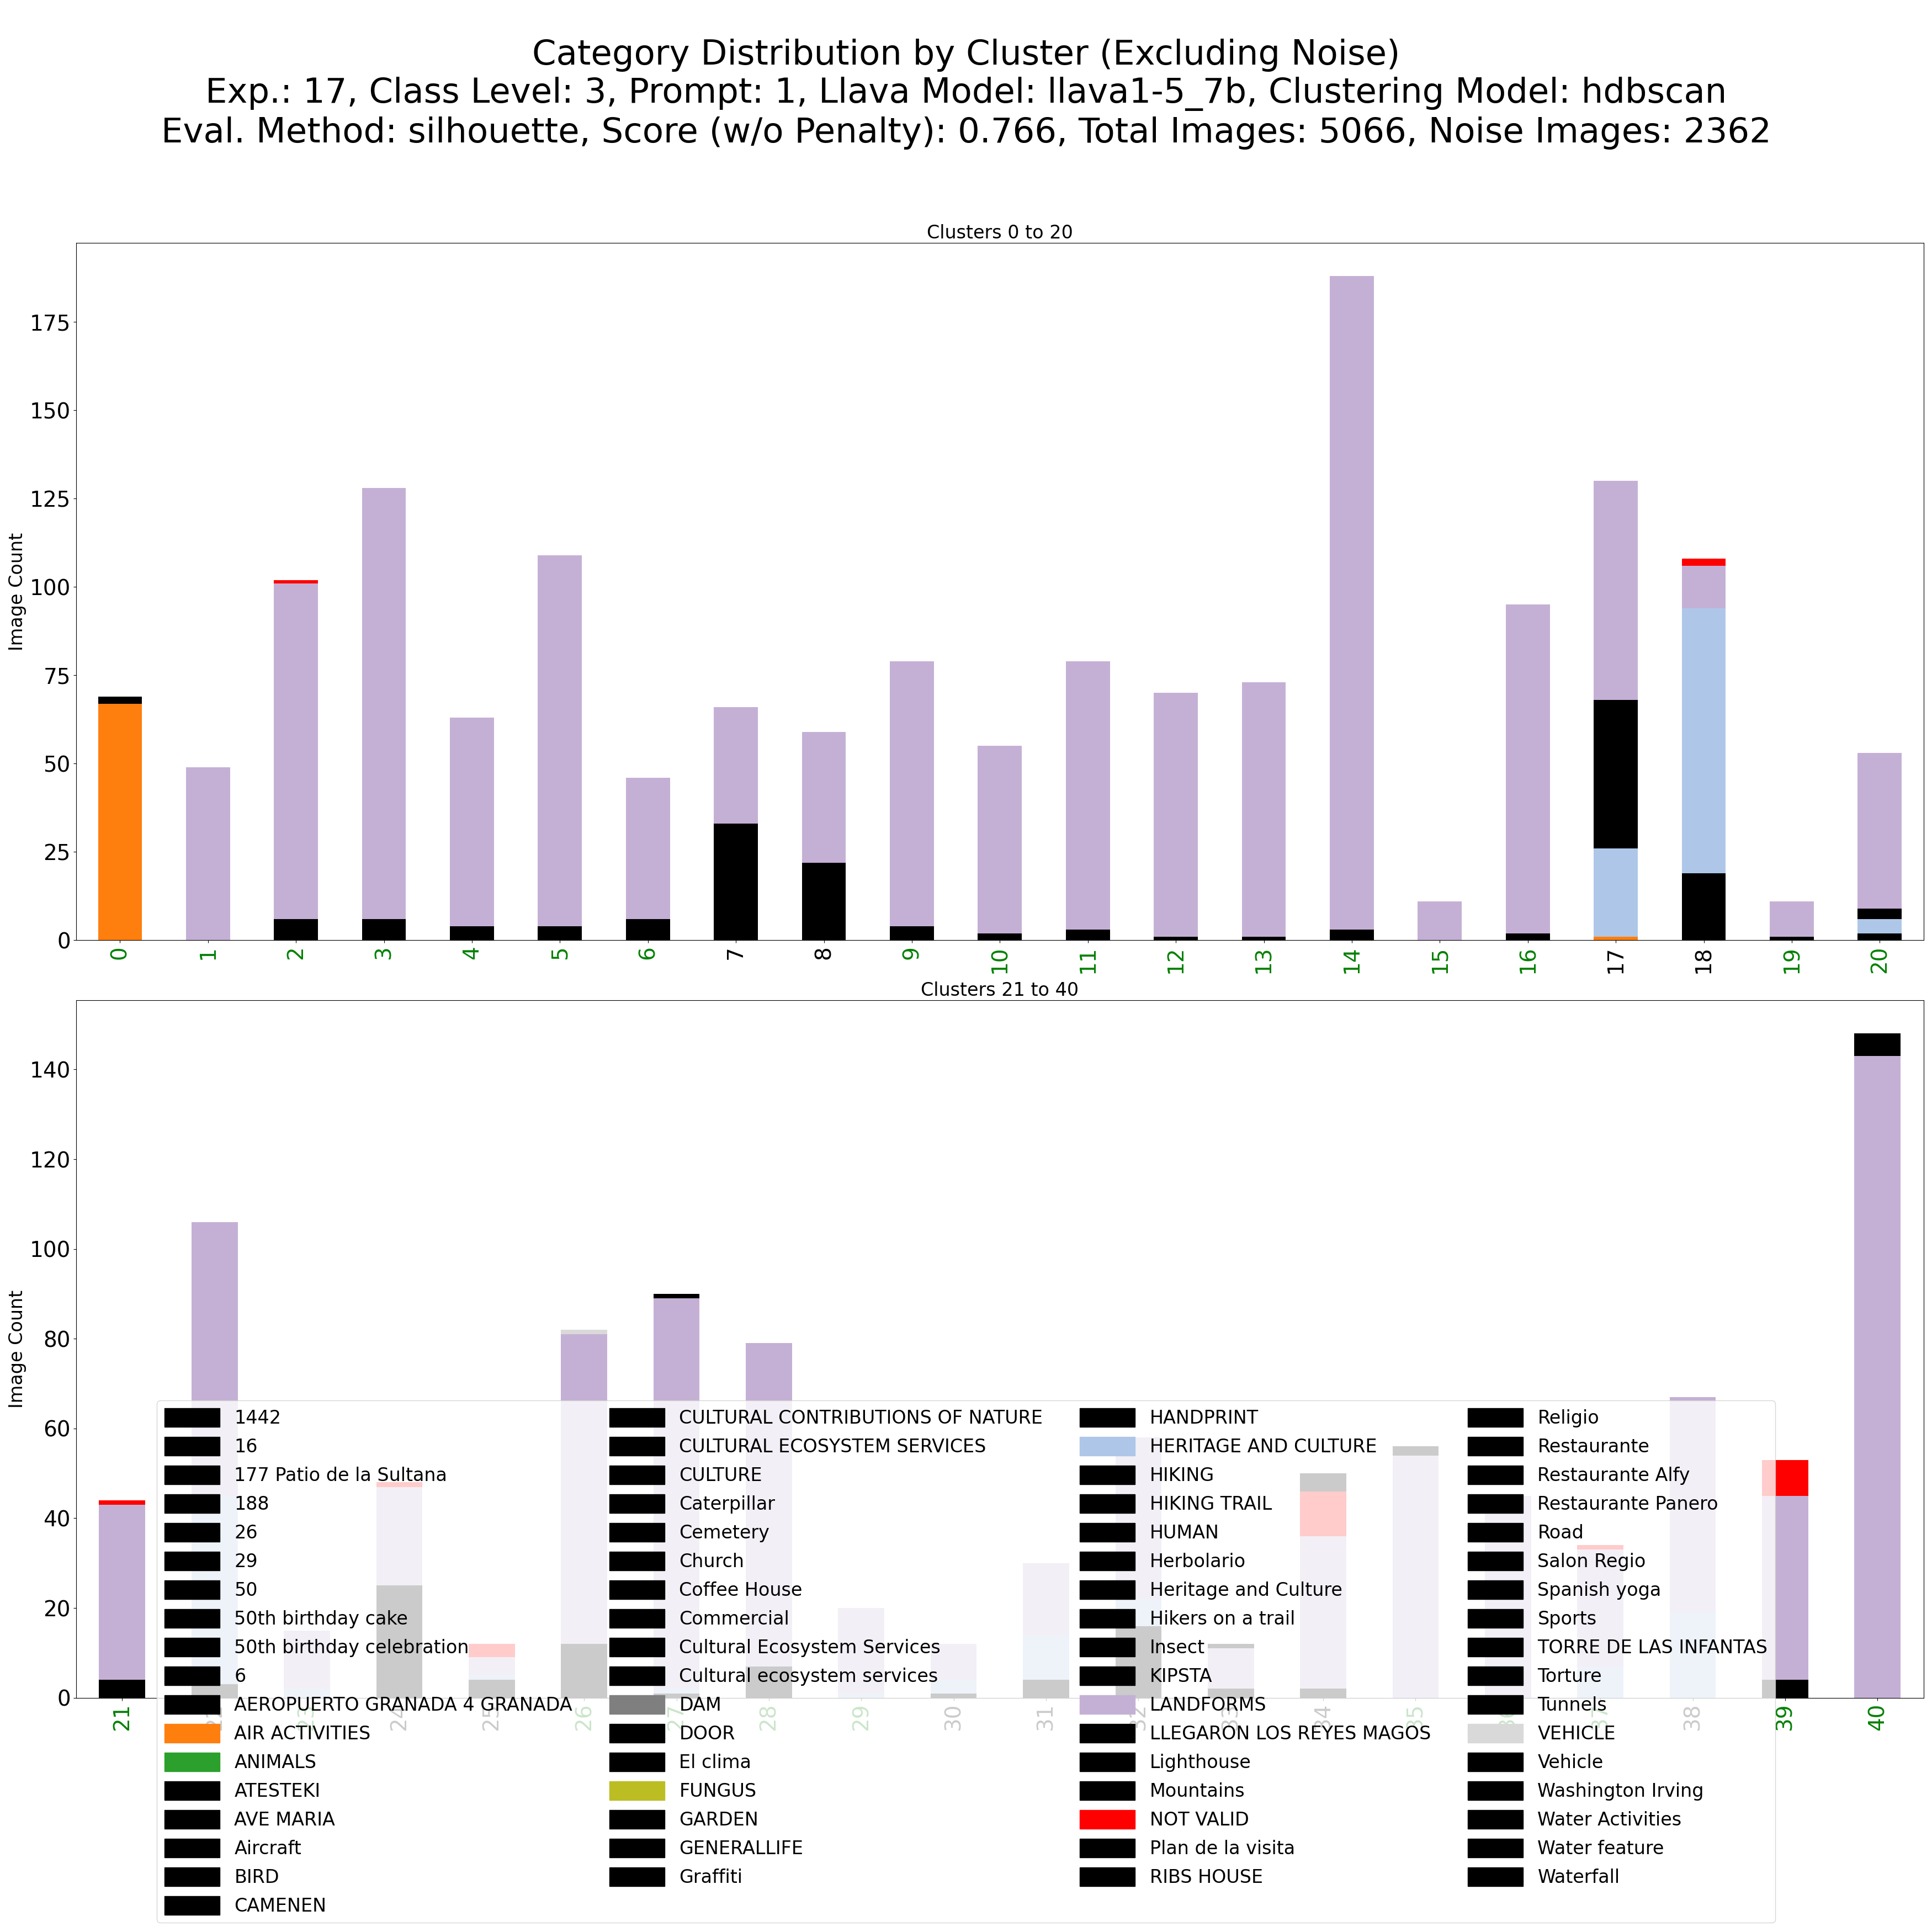 Category Distribution by Cluster (Excluding Noise)
Exp.: 17, Class Level: 3, Prompt: 1, Llava Model: llava1-5_7b, Clustering Model: hdbscan
Eval. Method: silhouette, Score (w/o Penalty): 0.766, Total Images: 5066, Noise Images: 2362
Clusters 0 to 20
Image Count
175
150
125
100
75
50
25
0
0 1 2 3 4 5 6 7 8 9 10 11 12 13 14 15 16 17 18 19 20
Clusters 21 to 40
Image Count
140
120
100
80
60
40
20
0
21 22 23 24 25 26 27 28 29 30 31 32 33 34 35 36 37 38 39 40
1442
16
177 Patio de la Sultana
188
26
29
50
50th birthday cake
50th birthday celebration
6
AEROPUERTO GRANADA 4 GRANADA
AIR ACTIVITIES
ANIMALS
ATESTEKI
AVE MARIA
Aircraft
BIRD
CAMENEN
CULTURAL CONTRIBUTIONS OF NATURE
CULTURAL ECOSYSTEM SERVICES
CULTURE
Caterpillar
Cemetery
Church
Coffee House
Commercial
Cultural Ecosystem Services
Cultural ecosystem services
DAM
DOOR
El clima
FUNGUS
GARDEN
GENERALLIFE
Graffiti
HANDPRINT
HERITAGE AND CULTURE
HIKING
HIKING TRAIL
HUMAN
Herbolario
Heritage and Culture
Hikers on a trail
Insect
KIPSTA
LANDFORMS
LLEGARON LOS REYES MAGOS
Lighthouse
Mountains
NOT VALID
Plan de la visita
RIBS HOUSE
Religio
Restaurante
Restaurante Alfy
Restaurante Panero
Road
Salon Regio
Spanish yoga
Sports
TORRE DE LAS INFANTAS
Torture
Tunnels
VEHICLE
Vehicle
Washington Irving
Water Activities
Water feature
Waterfall